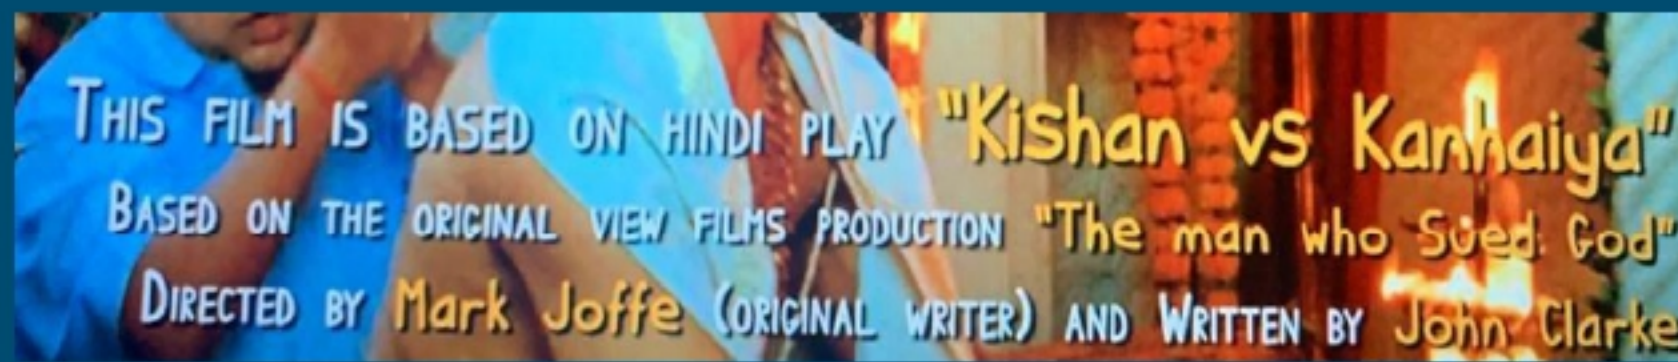 THIS FILM IS BASED ON HINDI PLAY "Kishan vs Kanhaiya"
BASED ON THE ORIGINAL VIEW FILMS PRODUCTION "The man who Sued God"
DIRECTED BY Mark Joffe (ORIGINAL WRITER) AND WRITTEN BY John Clarke